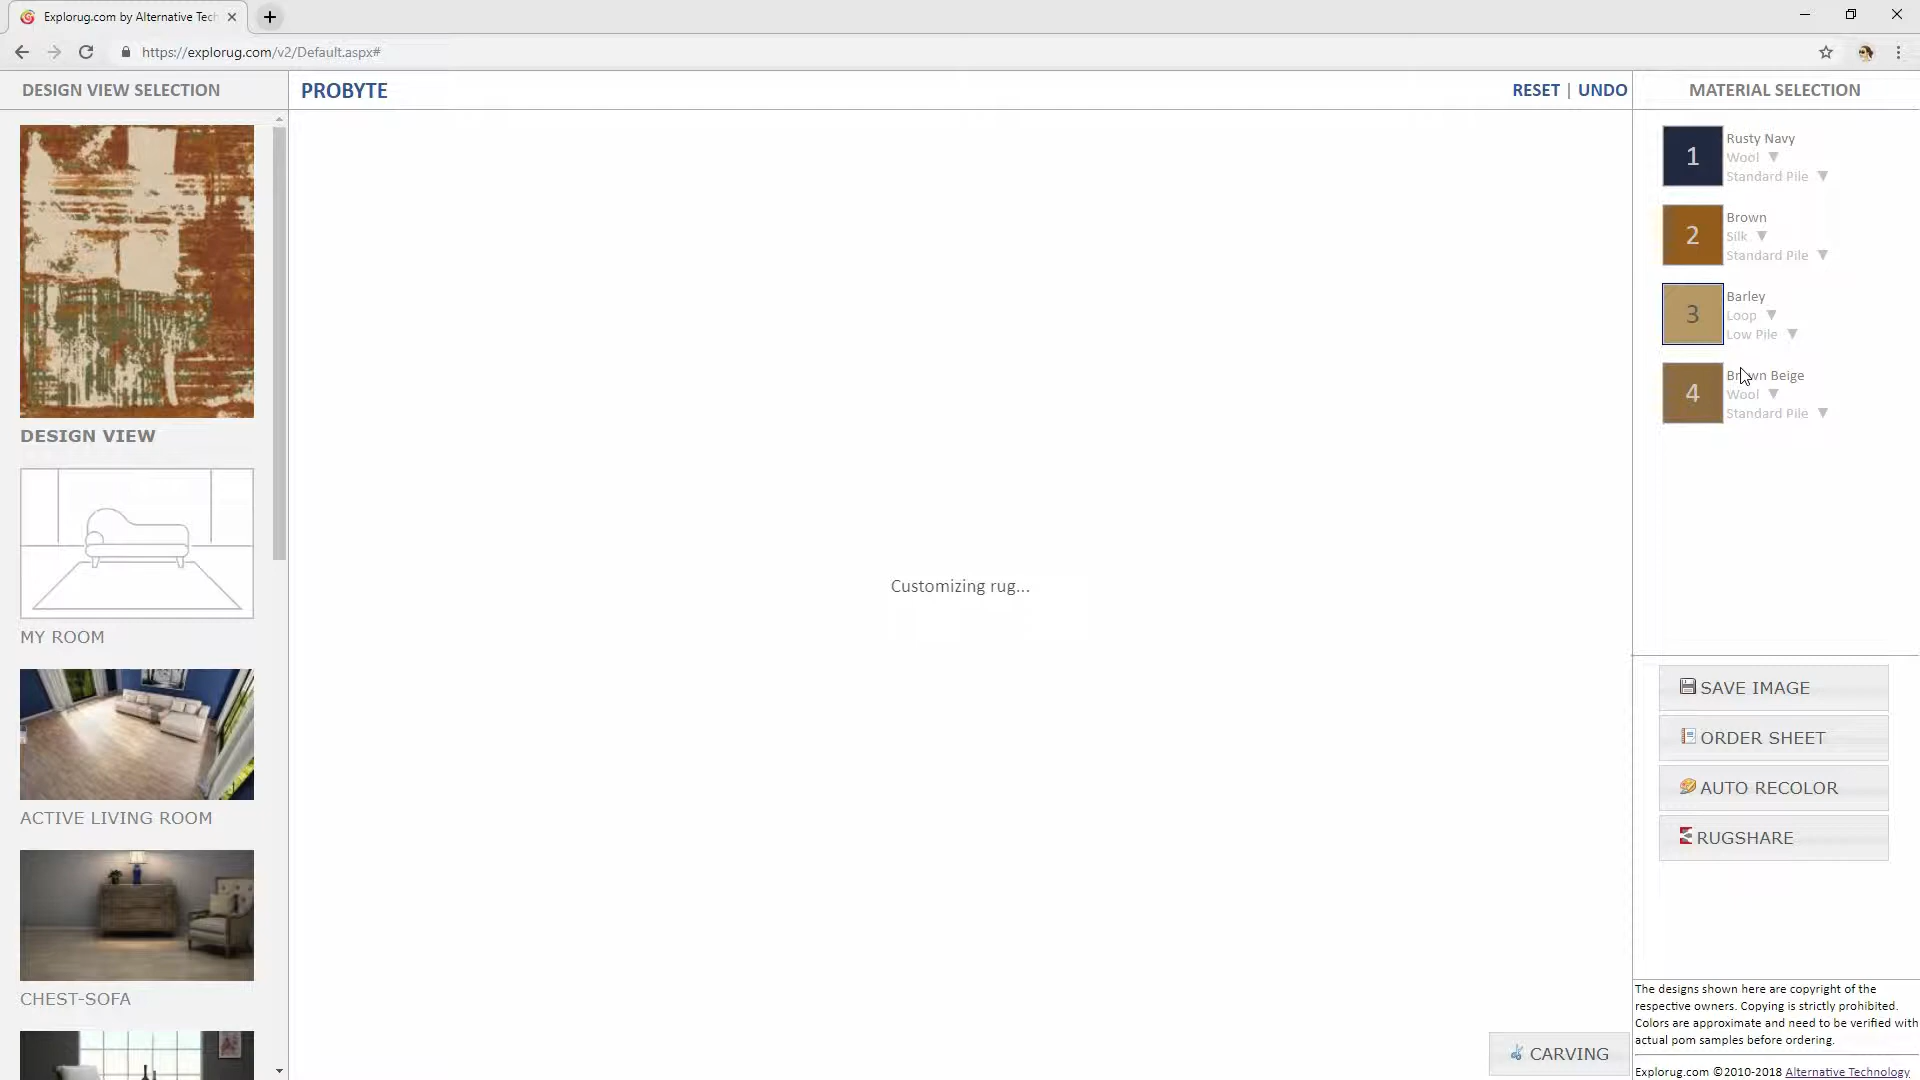 Explorug.com by Alternative Tech
https://explorug.com/v2/Default.aspx#
DESIGN VIEW SELECTION
PROBYTE
RESET | UNDO
MATERIAL SELECTION
DESIGN VIEW
MY ROOM
ACTIVE LIVING ROOM
CHEST-SOFA
Customizing rug...
1
Rusty Navy
Wool ▼
Standard Pile ▼
2
Brown
Silk ▼
Standard Pile ▼
3
Barley
Loop ▼
Low Pile ▼
4
Brown Beige
Wool ▼
Standard Pile ▼
SAVE IMAGE
ORDER SHEET
AUTO RECOLOR
RUGSHARE
CARVING
The designs shown here are copyright of the
respective owners. Copying is strictly prohibited.
Colors are approximate and need to be verified with
actual pom samples before ordering.
Explorug.com ©2010-2018 Alternative Technology